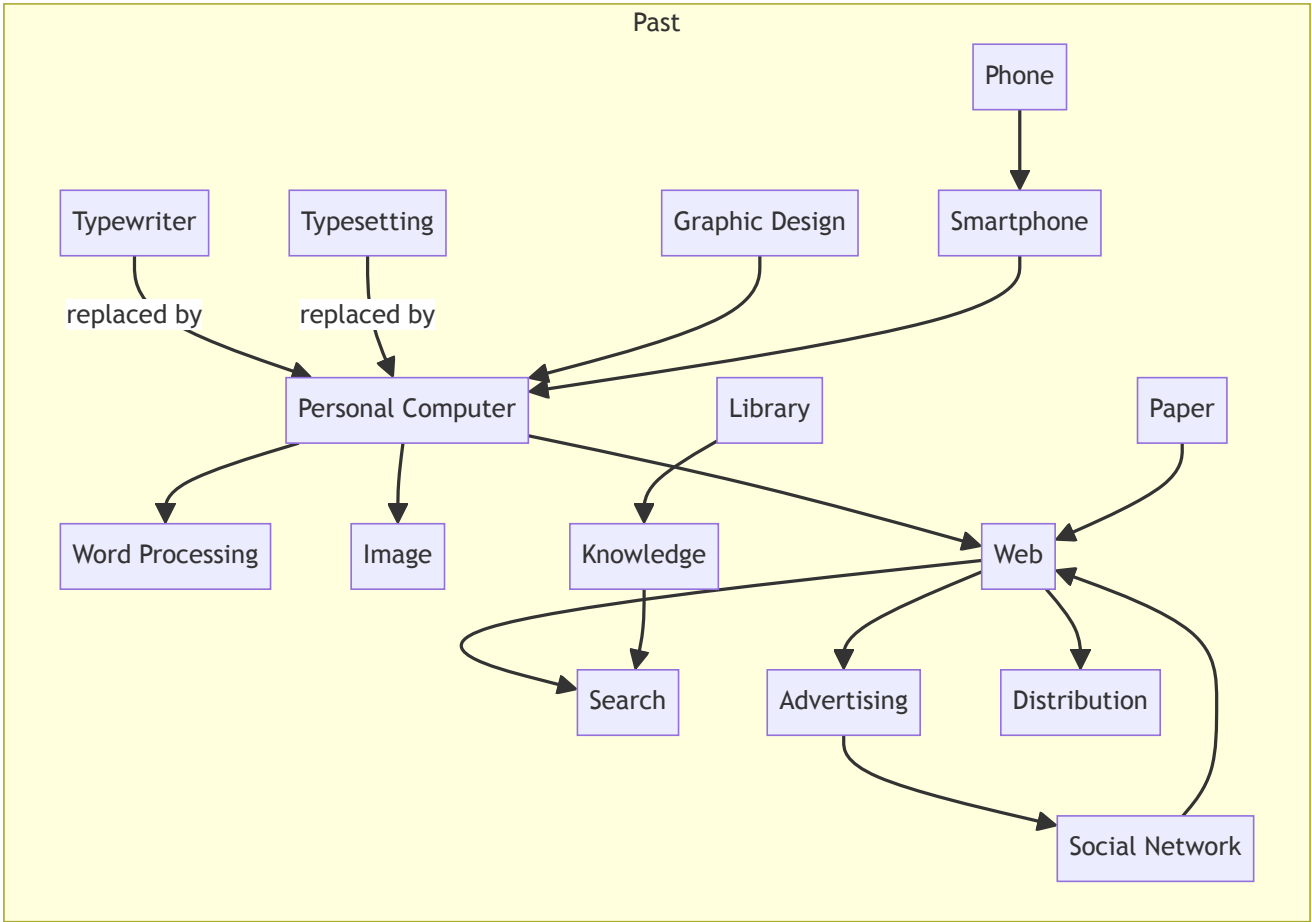 Past
Phone
Typewriter
Typesetting
Graphic Design
Smartphone
replaced by
replaced by
Personal Computer
Library
Paper
Word Processing
Image
Knowledge
Web
Search
Advertising
Distribution
Social Network